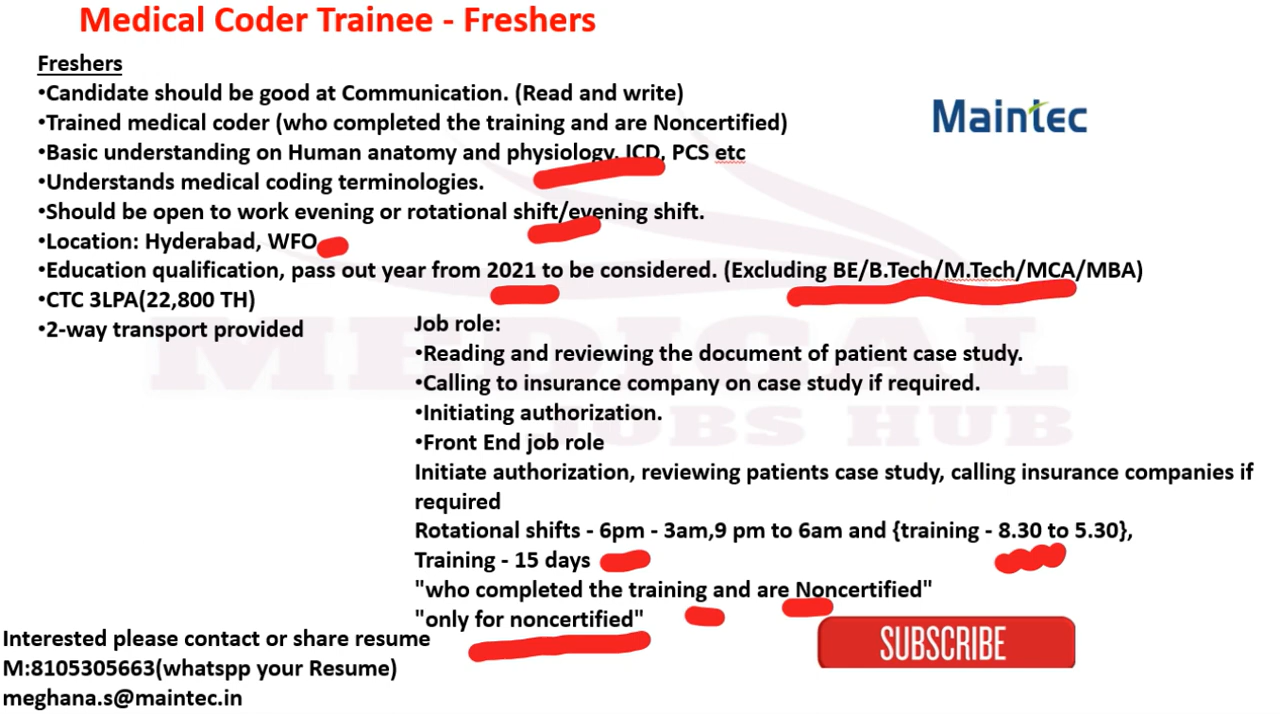 Medical Coder Trainee - Freshers
Freshers
•Candidate should be good at Communication. (Read and write)
•Trained medical coder (who completed the training and are Noncertified)
•Basic understanding on Human anatomy and physiology, ICD, PCS etc
•Understands medical coding terminologies.
•Should be open to work evening or rotational shift/evening shift.
•Location: Hyderabad, WFO
•Education qualification, pass out year from 2021 to be considered. (Excluding BE/B.Tech/M.Tech/MCA/MBA)
•CTC 3LPA(22,800 TH)
•2-way transport provided
Maintec
Job role:
•Reading and reviewing the document of patient case study.
•Calling to insurance company on case study if required.
•Initiating authorization.
•Front End job role
Initiate authorization, reviewing patients case study, calling insurance companies if
required
Rotational shifts - 6pm - 3am,9 pm to 6am and {training - 8.30 to 5.30},
Training - 15 days
"who completed the training and are Noncertified"
"only for noncertified"
Interested please contact or share resume
M:8105305663(whatspp your Resume)
meghana.s@maintec.in
SUBSCRIBE
MEDICAL
JOBS HUB